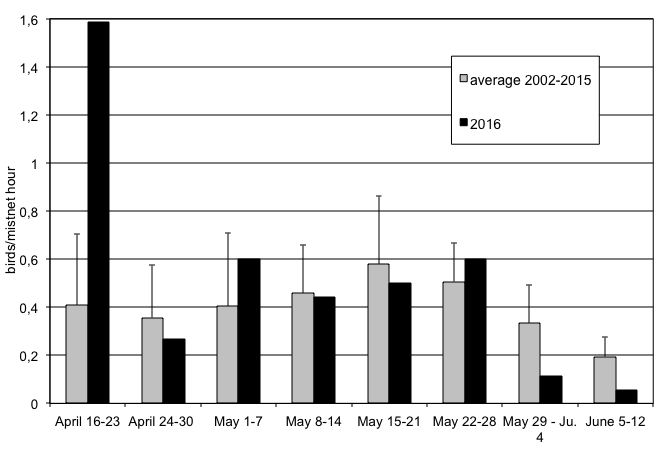 1,6
1,4
1,2
1
0,8
0,6
0,4
0,2
0
birds/mistnet hour
average 2002-2015
2016
April 16-23
April 24-30
May 1-7
May 8-14
May 15-21
May 22-28
May 29 - Ju.
4
June 5-12